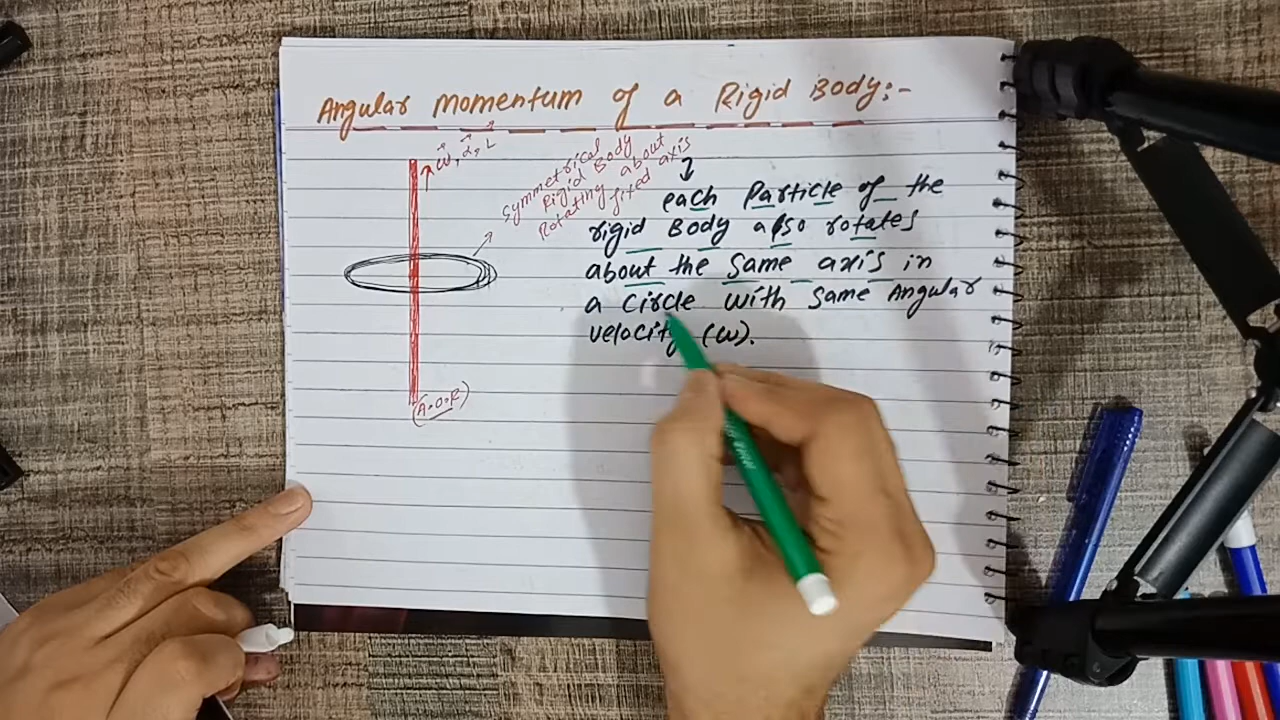 Angular momentum of a Rigid Body:-
ω⃗, α⃗, L⃗
Symmetrical
Rigid Body
Rotating about
fixed axis
each Particle of the
rigid Body also rotates
about the same axis in
a Circle with same Angular
velocity (ω).
(A.O.R)